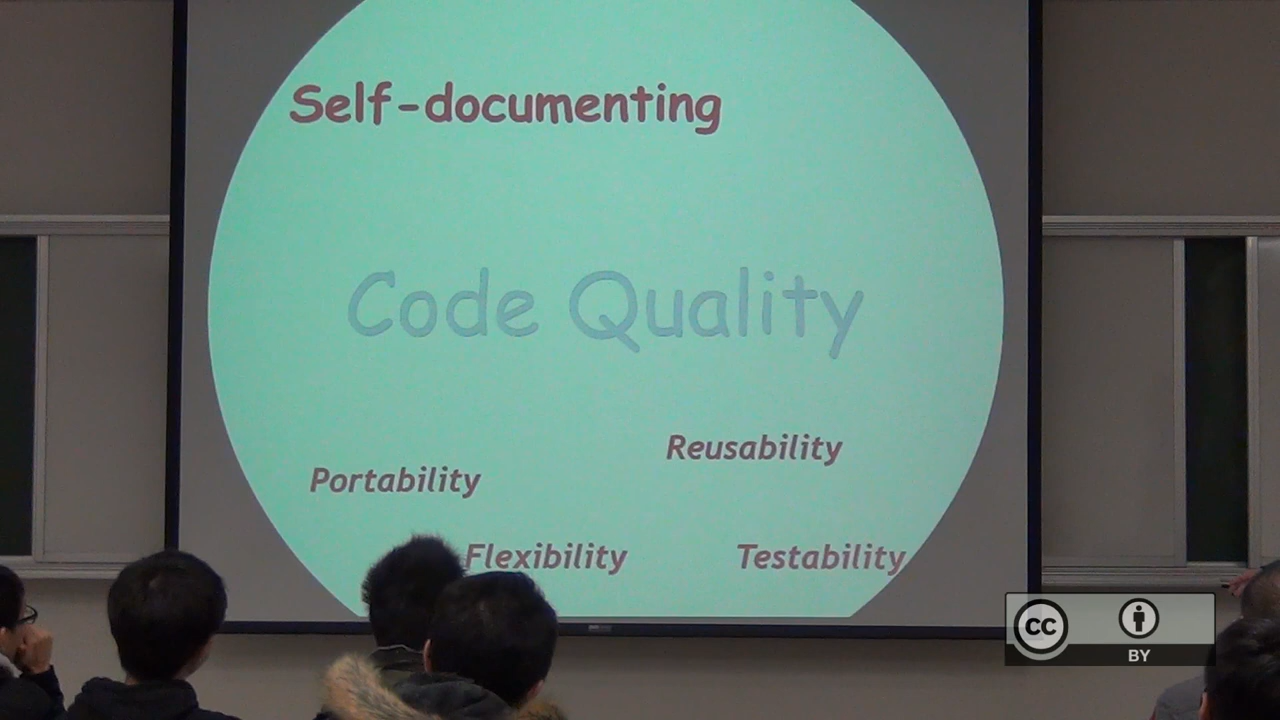 Self-documenting
Code Quality
Reusability
Portability
Flexibility
Testability
CC
BY